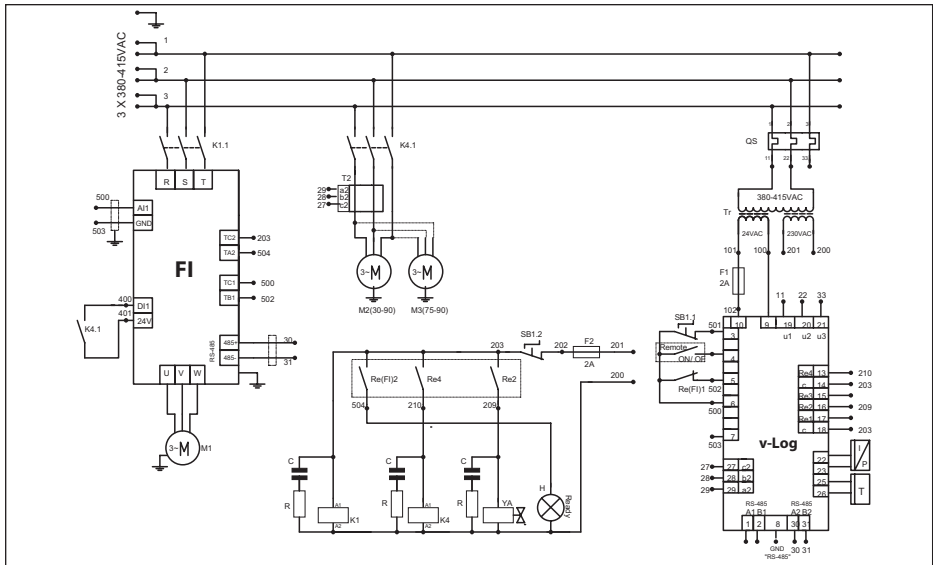 3 X 380-415VAC
1
2
3
K1.1
K4.1
QS
1 2 3
11 22 33
R S T
T2
29 a2
28 b2
27 c2
380-415VAC
Tr
24VAC 230VAC
500
AI1
503
GND
FI
TC2 203
TA2 504
TC1 500
TB1 502
400
DI1
401
24V
K4.1
RS-485
485+ 30
485- 31
U V W
3~M
M1
3~M
M2(30-90)
3~M
M3(75-90)
101 100 201 200
F1
2A
102
11 22 33
10 9 19 20 21
u1 u2 u3
SB1.1
501
3
Remote
ON/ OF
4
5
502
Re(FI)1
6
500
7
503
Re4 13 210
c 14 203
Re3 15
Re2 16 209
Re1 17
c 18 203
v-Log
27 27 c2
28 28 b2
29 29 a2
22
23
I
P
25
26
T
RS-485 RS-485
A1 B1 A2 B2
1 2 8 30 31
GND
"RS-485"
30 31
SB1.2
203
202
F2
2A
201
200
Re(FI)2
Re4
Re2
504
210
209
C
R
A1
A2
K1
C
R
A1
A2
K4
C
R
YA
H
Ready